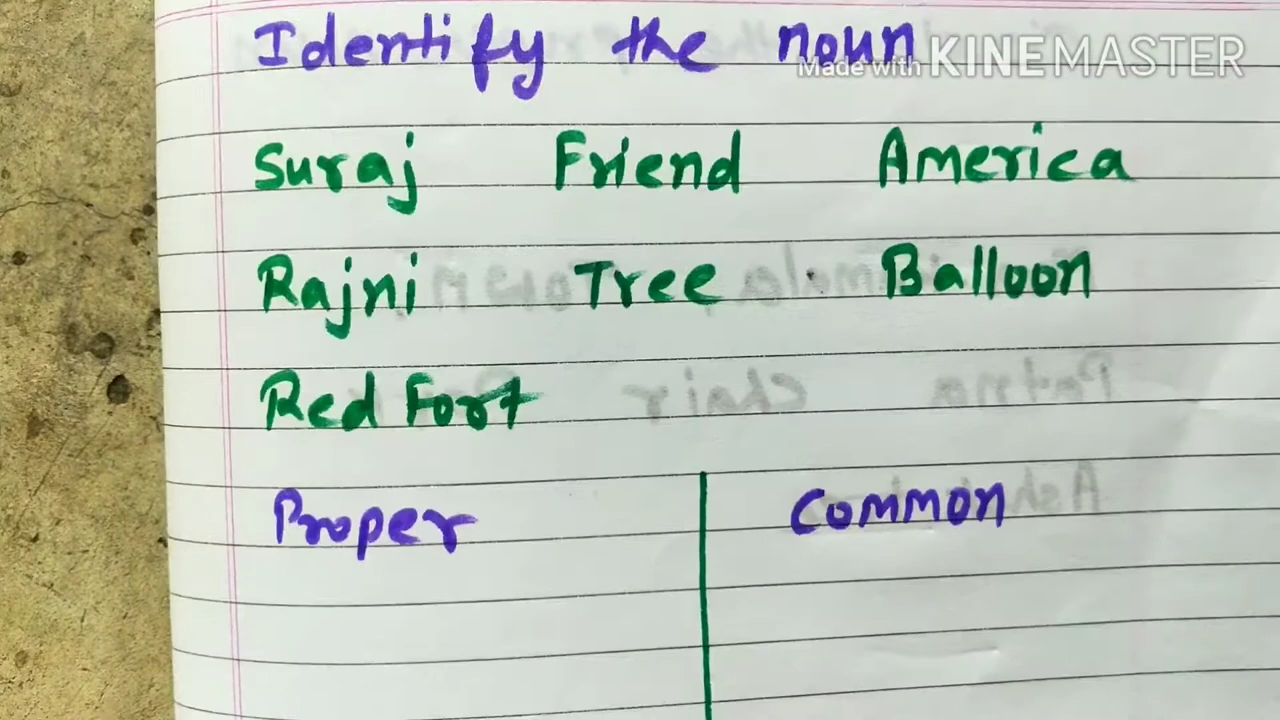 Identify the noun
Made with KINEMASTER
Suraj Friend America
Rajni Tree Balloon
Red Fort
Proper Common